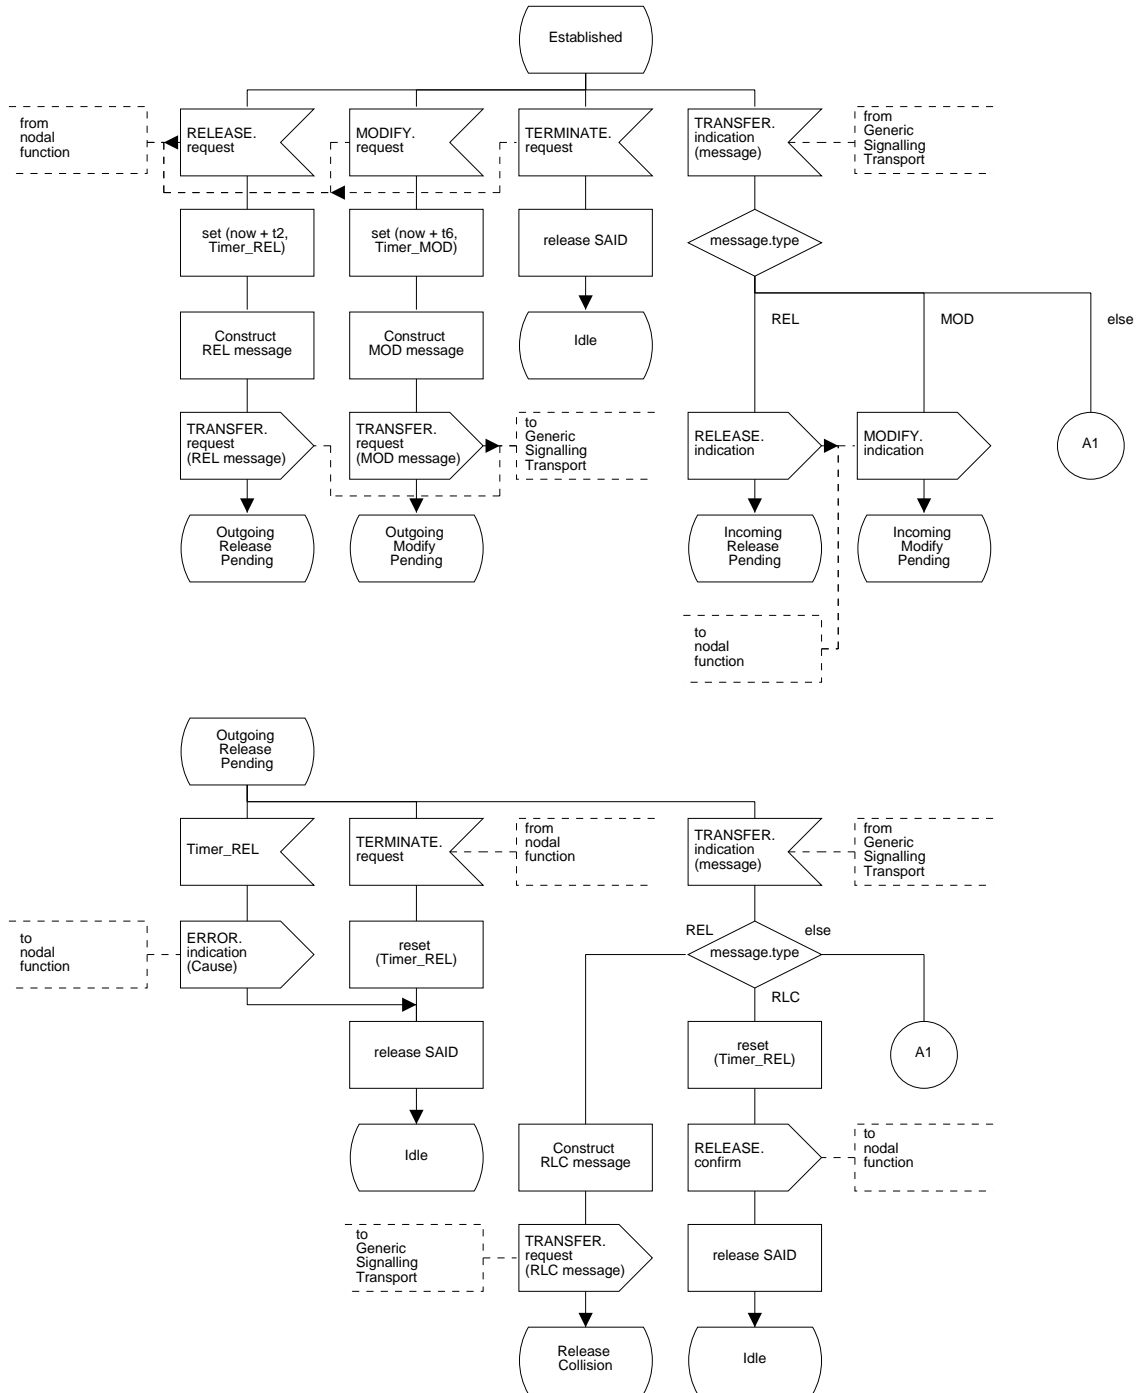 Established
from
nodal
function
RELEASE.
request
MODIFY.
request
TERMINATE.
request
TRANSFER.
indication
(message)
from
Generic
Signalling
Transport
set (now + t2,
Timer_REL)
set (now + t6,
Timer_MOD)
release SAID
message.type
REL
MOD
else
Construct
REL message
Construct
MOD message
Idle
TRANSFER.
request
(REL message)
TRANSFER.
request
(MOD message)
to
Generic
Signalling
Transport
RELEASE.
indication
MODIFY.
indication
A1
Outgoing
Release
Pending
Outgoing
Modify
Pending
Incoming
Release
Pending
Incoming
Modify
Pending
to
nodal
function
Outgoing
Release
Pending
Timer_REL
TERMINATE.
request
from
nodal
function
TRANSFER.
indication
(message)
from
Generic
Signalling
Transport
to
nodal
function
ERROR.
indication
(Cause)
reset
(Timer_REL)
REL
message.type
else
RLC
release SAID
reset
(Timer_REL)
A1
Idle
Construct
RLC message
RELEASE.
confirm
to
nodal
function
to
Generic
Signalling
Transport
TRANSFER.
request
(RLC message)
release SAID
Release
Collision
Idle